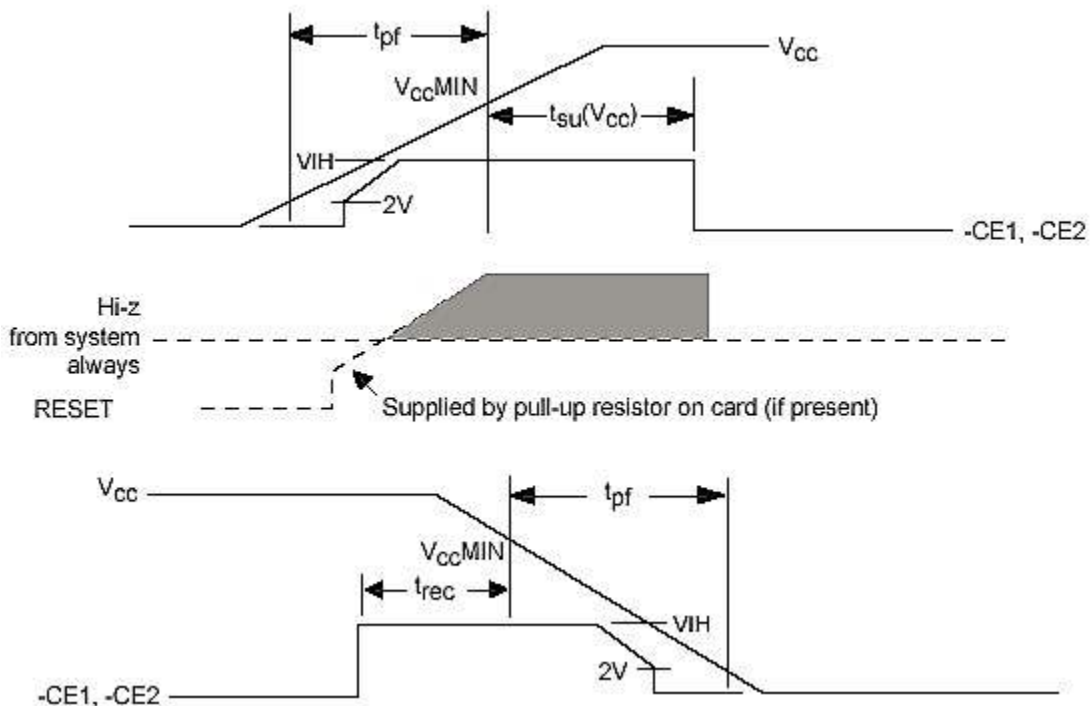 tpf
Vcc
VccMIN
tsu(Vcc)
VIH
2V
-CE1, -CE2
Hi-z
from system
always
RESET
Supplied by pull-up resistor on card (if present)
Vcc
tpf
VccMIN
trec
VIH
2V
-CE1, -CE2